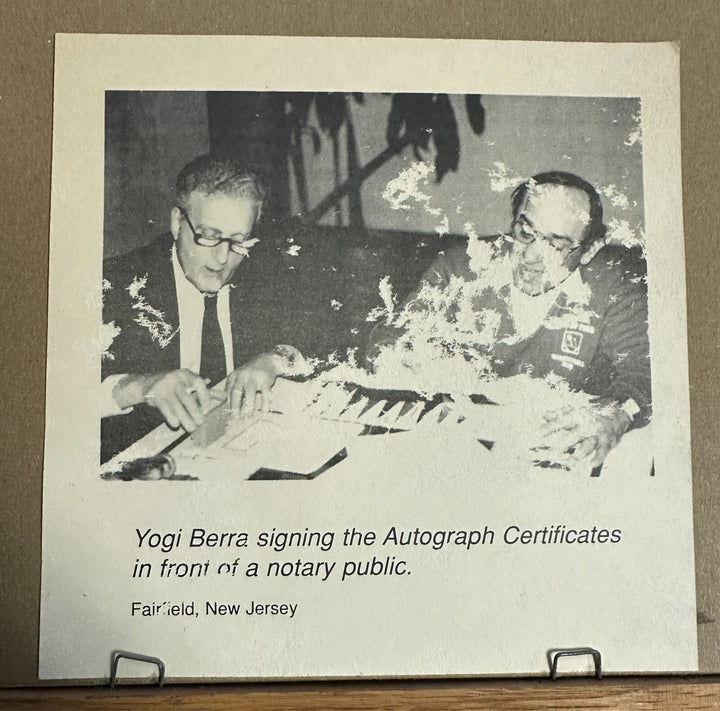 Yogi Berra signing the Autograph Certificates
in front of a notary public.
Fairfield, New Jersey